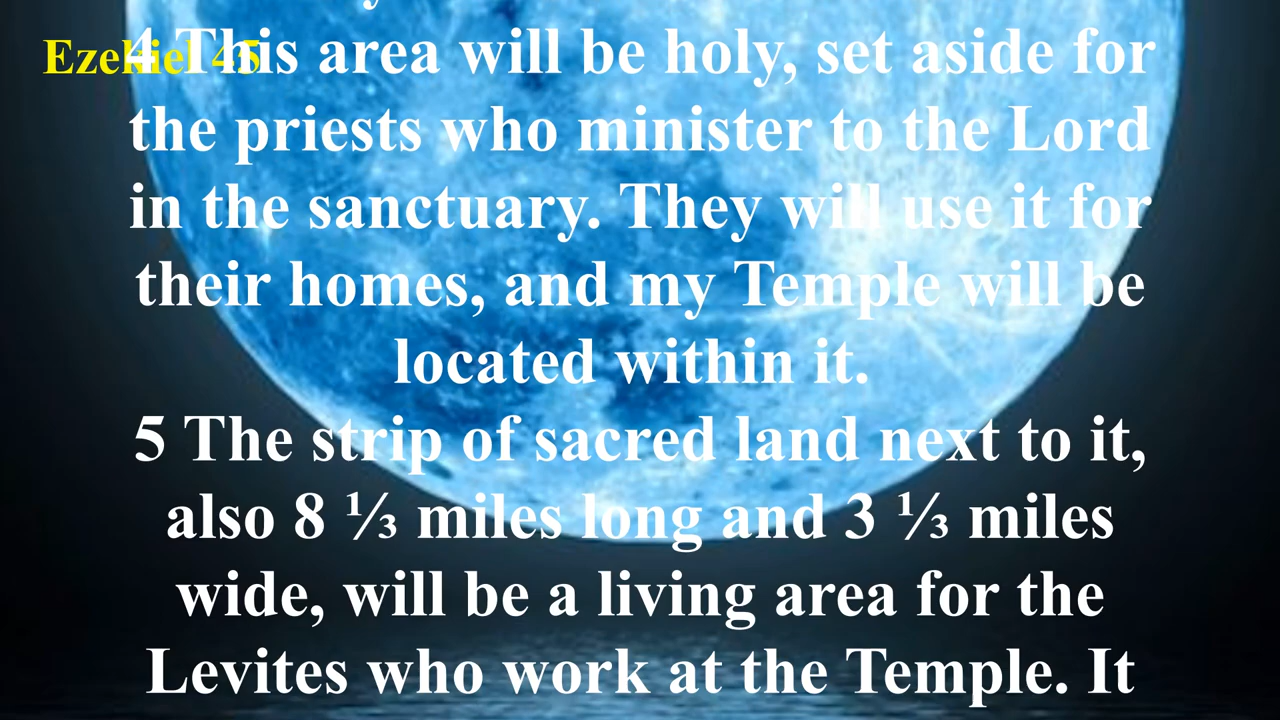 Ezekiel 45
4 This area will be holy, set aside for
the priests who minister to the Lord
in the sanctuary. They will use it for
their homes, and my Temple will be
located within it.
5 The strip of sacred land next to it,
also 8 ⅓ miles long and 3 ⅓ miles
wide, will be a living area for the
Levites who work at the Temple. It